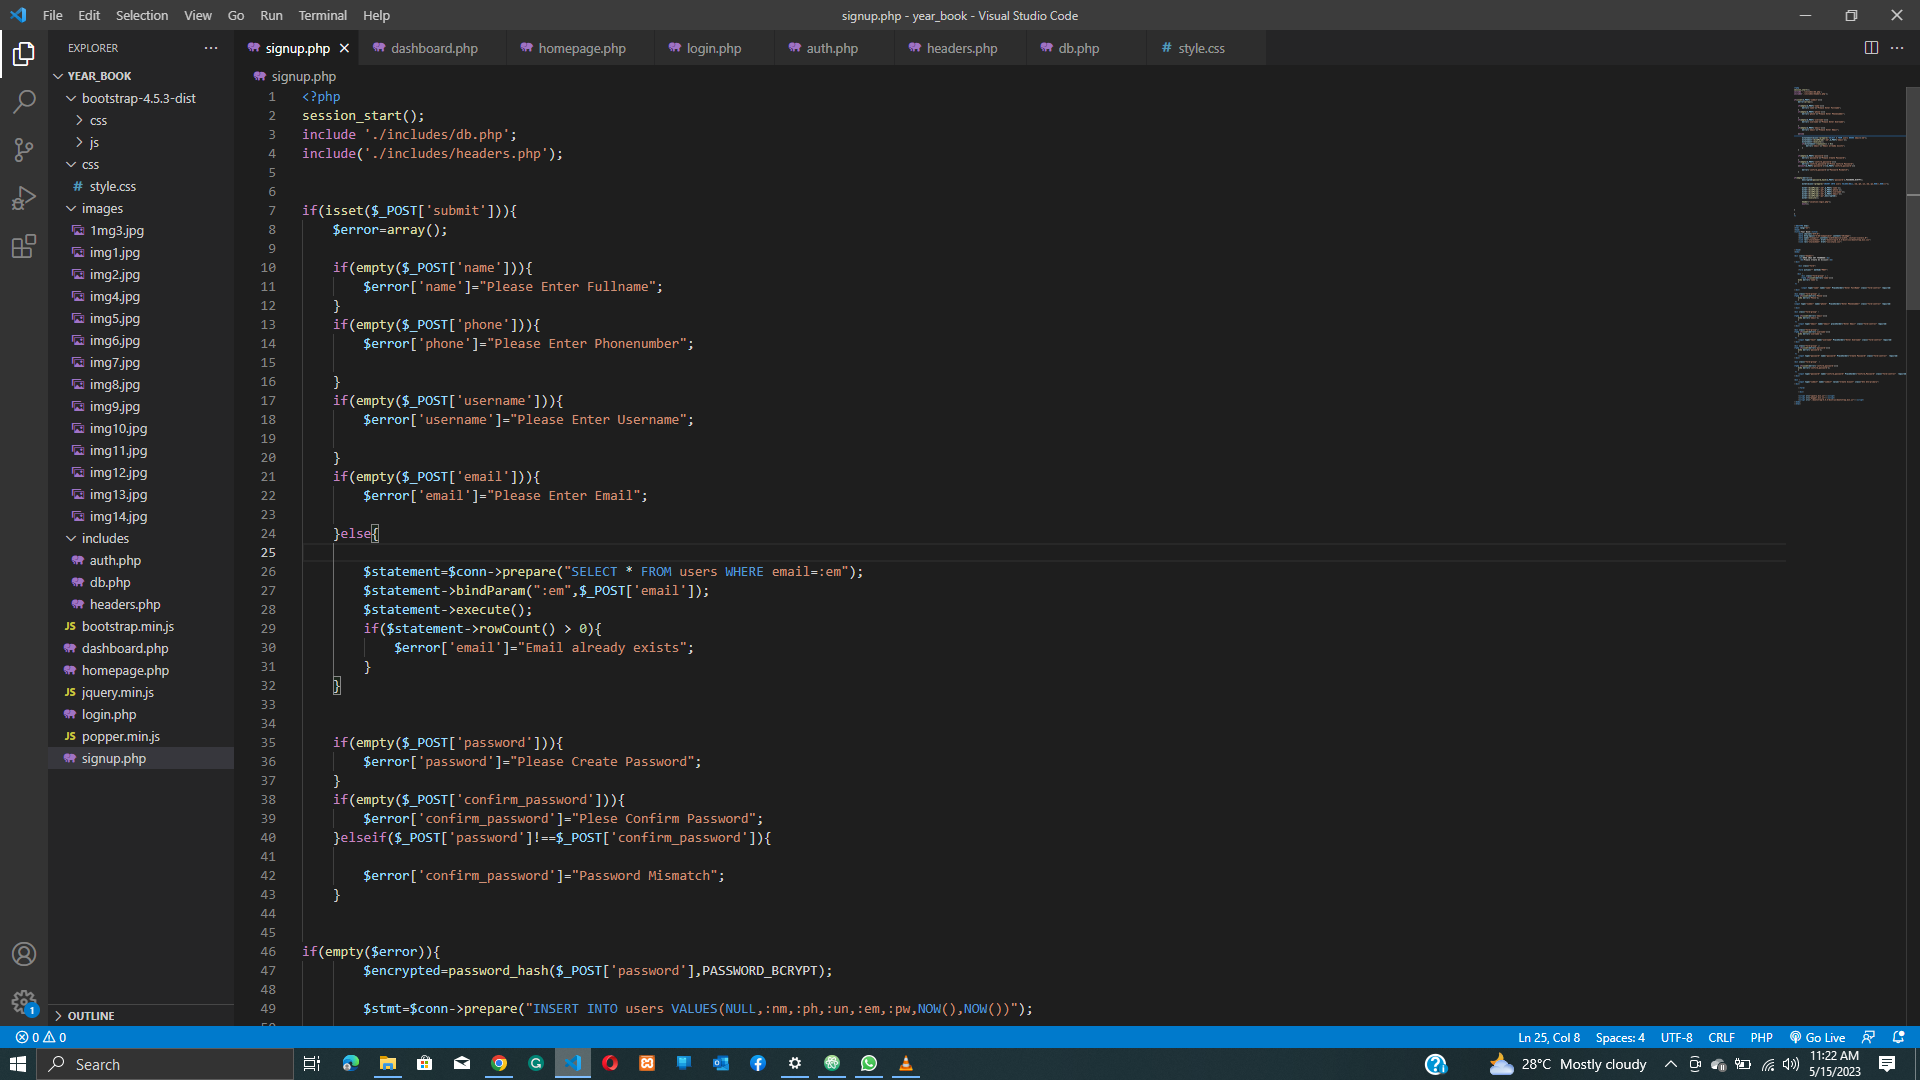 File Edit Selection View Go Run Terminal Help
signup.php - year_book - Visual Studio Code
EXPLORER
signup.php
dashboard.php
homepage.php
login.php
auth.php
headers.php
db.php
# style.css
YEAR_BOOK
bootstrap-4.5.3-dist
css
js
css
# style.css
images
1mg3.jpg
img1.jpg
img2.jpg
img4.jpg
img5.jpg
img6.jpg
img7.jpg
img8.jpg
img9.jpg
img10.jpg
img11.jpg
img12.jpg
img13.jpg
img14.jpg
includes
auth.php
db.php
headers.php
JS bootstrap.min.js
dashboard.php
homepage.php
JS jquery.min.js
login.php
JS popper.min.js
signup.php
OUTLINE
signup.php
1 <?php
2 session_start();
3 include './includes/db.php';
4 include('./includes/headers.php');
5
6
7 if(isset($_POST['submit'])){
8 $error=array();
9
10 if(empty($_POST['name'])){
11 $error['name']="Please Enter Fullname";
12 }
13 if(empty($_POST['phone'])){
14 $error['phone']="Please Enter Phonenumber";
15
16 }
17 if(empty($_POST['username'])){
18 $error['username']="Please Enter Username";
19
20 }
21 if(empty($_POST['email'])){
22 $error['email']="Please Enter Email";
23
24 }else{
25
26 $statement=$conn->prepare("SELECT * FROM users WHERE email=:em");
27 $statement->bindParam(":em",$_POST['email']);
28 $statement->execute();
29 if($statement->rowCount() > 0){
30 $error['email']="Email already exists";
31 }
32 }
33
34
35 if(empty($_POST['password'])){
36 $error['password']="Please Create Password";
37 }
38 if(empty($_POST['confirm_password'])){
39 $error['confirm_password']="Plese Confirm Password";
40 }elseif($_POST['password']!==$_POST['confirm_password']){
41
42 $error['confirm_password']="Password Mismatch";
43 }
44
45
46 if(empty($error)){
47 $encrypted=password_hash($_POST['password'],PASSWORD_BCRYPT);
48
49 $stmt=$conn->prepare("INSERT INTO users VALUES(NULL,:nm,:ph,:un,:em,:pw,NOW(),NOW())");
1
0 0
Ln 25, Col 8 Spaces: 4 UTF-8 CRLF PHP Go Live
Search
28°C Mostly cloudy
11:22 AM
5/15/2023